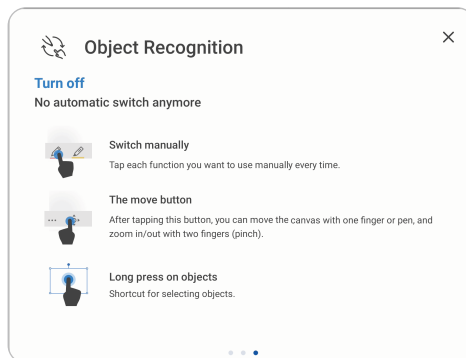 Object Recognition
Turn off
No automatic switch anymore
Switch manually
Tap each function you want to use manually every time.
The move button
After tapping this button, you can move the canvas with one finger or pen, and
zoom in/out with two fingers (pinch).
Long press on objects
Shortcut for selecting objects.